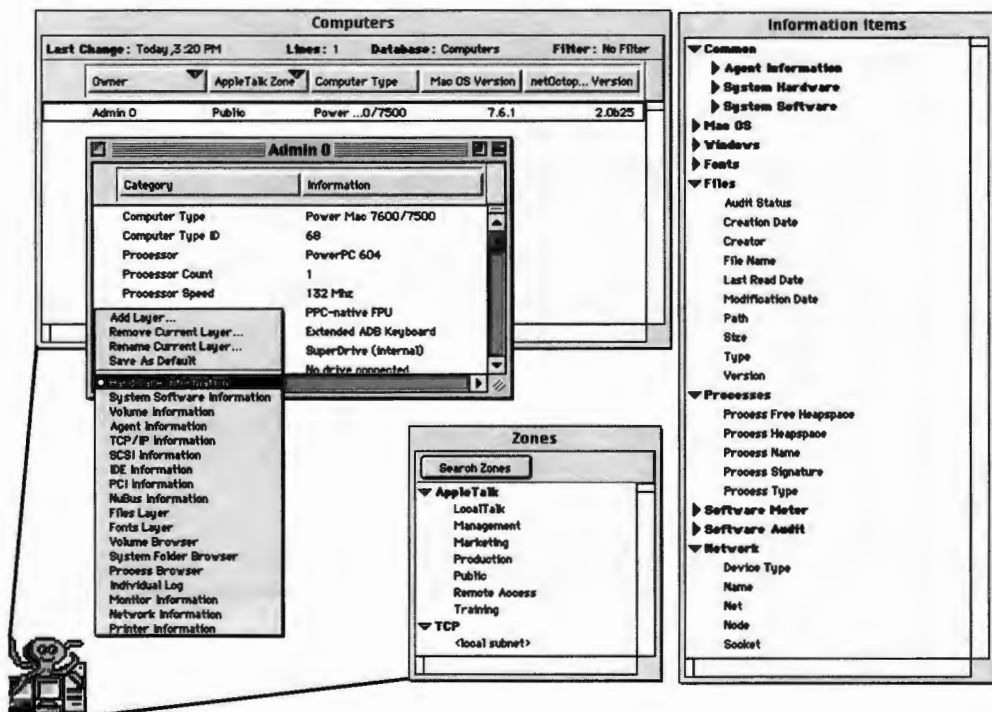 Computers
Last Change: Today, 3:20 PM Lines: 1 Database: Computers Filter: No Filter
Owner AppleTalk Zone Computer Type Mac OS Version netOctop... Version
Admin 0 Public Power ...0/7500 7.6.1 2.0b25
Admin 0
Category Information
Computer Type Power Mac 7600/7500
Computer Type ID 68
Processor PowerPC 604
Processor Count 1
Processor Speed 132 Mhz
PPC-native FPU
Extended ADB Keyboard
SuperDrive (Internal)
No drive connected
Add Layer...
Remove Current Layer...
Rename Current Layer...
Save As Default
Hardware Information
System Software Information
Volume Information
Agent Information
TCP/IP Information
SCSI Information
IDE Information
PCI Information
NuBus Information
Files Layer
Fonts Layer
Volume Browser
System Folder Browser
Process Browser
Individual Log
Monitor Information
Network Information
Printer Information
Zones
Search Zones
AppleTalk
LocalTalk
Management
Marketing
Production
Public
Remote Access
Training
TCP
<local subnet>
Information Items
Common
Agent Information
System Hardware
System Software
Mac OS
Windows
Fonts
Files
Audit Status
Creation Date
Creator
File Name
Last Read Date
Modification Date
Path
Size
Type
Version
Processes
Process Free Heapspace
Process Heapspace
Process Name
Process Signature
Process Type
Software Meter
Software Audit
Network
Device Type
Name
Net
Node
Socket